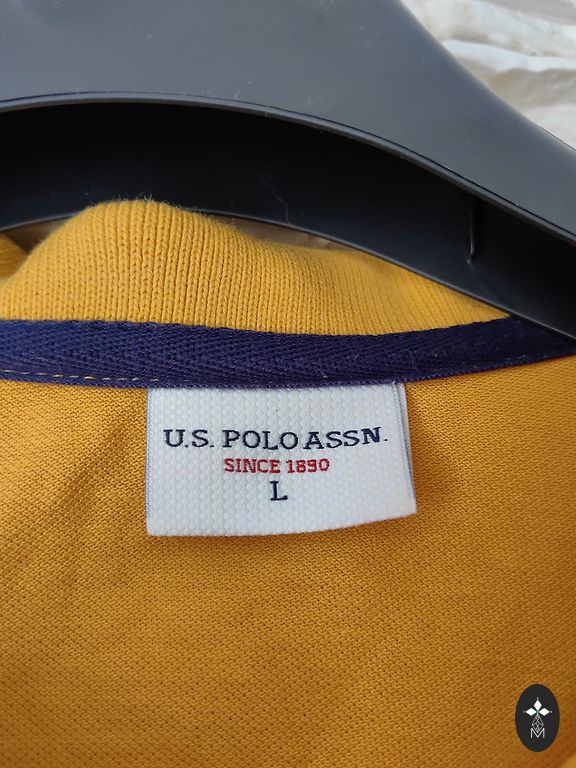 U.S. POLO ASSN.
SINCE 1890
L